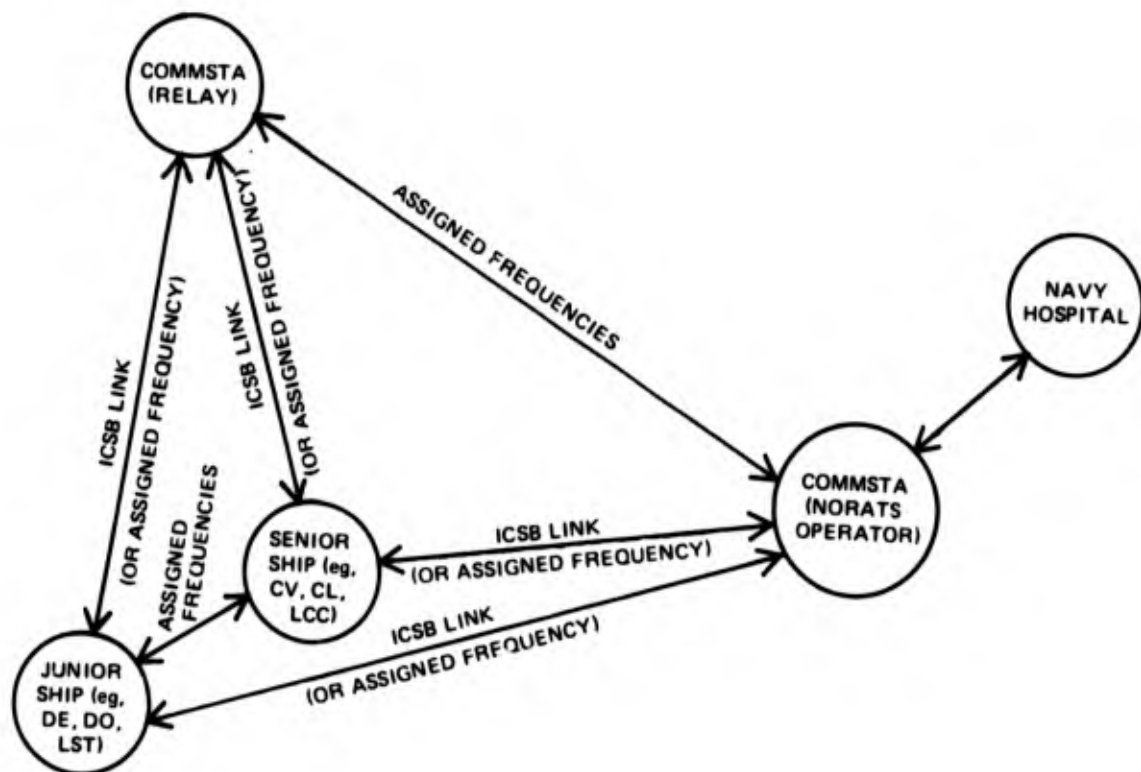 COMMSTA
(RELAY)
ASSIGNED FREQUENCIES
NAVY
HOSPITAL
ICSB LINK
(OR ASSIGNED FREQUENCY)
ICSB LINK
(OR ASSIGNED FREQUENCY)
ASSIGNED
FREQUENCIES
SENIOR
SHIP (eg,
CV, CL,
LCC)
ICSB LINK
(OR ASSIGNED FREQUENCY)
COMMSTA
(NORATS
OPERATOR)
ICSB LINK
(OR ASSIGNED FREQUENCY)
JUNIOR
SHIP (eg,
DE, DO,
LST)